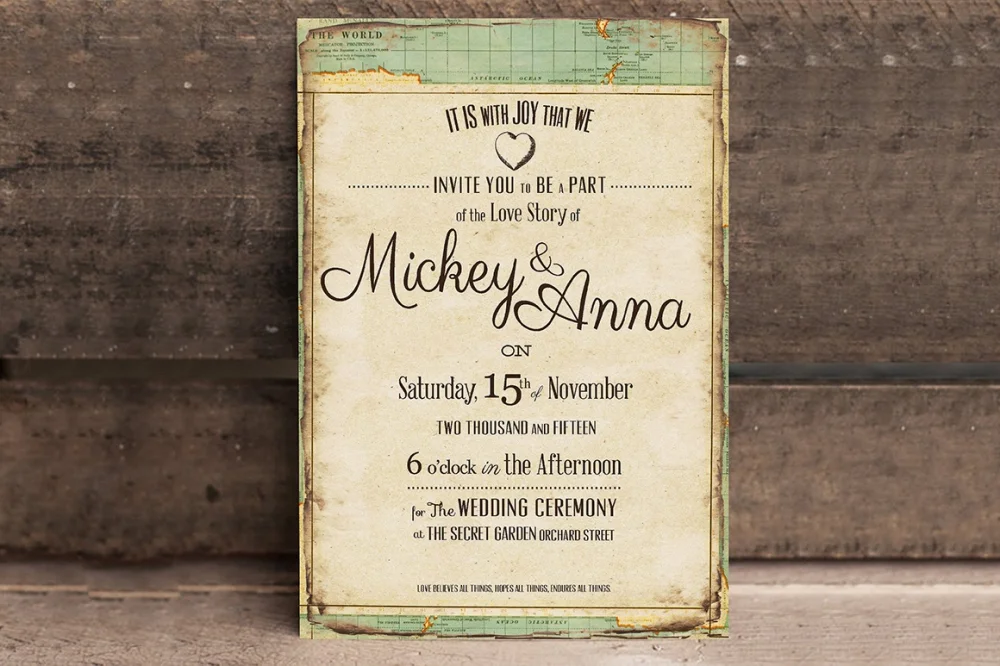 THE WORLD
ANTARCTIC OCEAN
IT IS WITH JOY THAT WE
INVITE YOU TO BE A PART
of the Love Story of
Mickey & Anna
ON
Saturday, 15th of November
TWO THOUSAND AND FIFTEEN
6 o'clock in the Afternoon
for The WEDDING CEREMONY
at THE SECRET GARDEN ORCHARD STREET
LOVE BELIEVES ALL THINGS, HOPES ALL THINGS, ENDURES ALL THINGS.
OCEAN ANTARCTIC